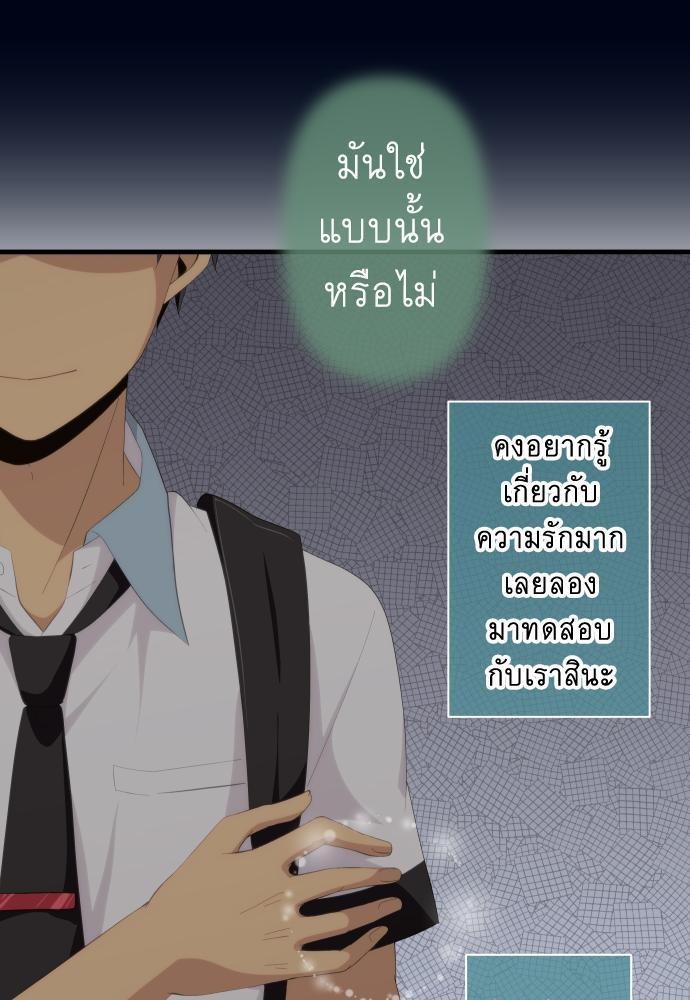 มันใช่
แบบนั้น
หรือไม่
คงอยากรู้
เกี่ยวกับ
ความรักมาก
เลยลอง
มาทดสอบ
กับเราสินะ